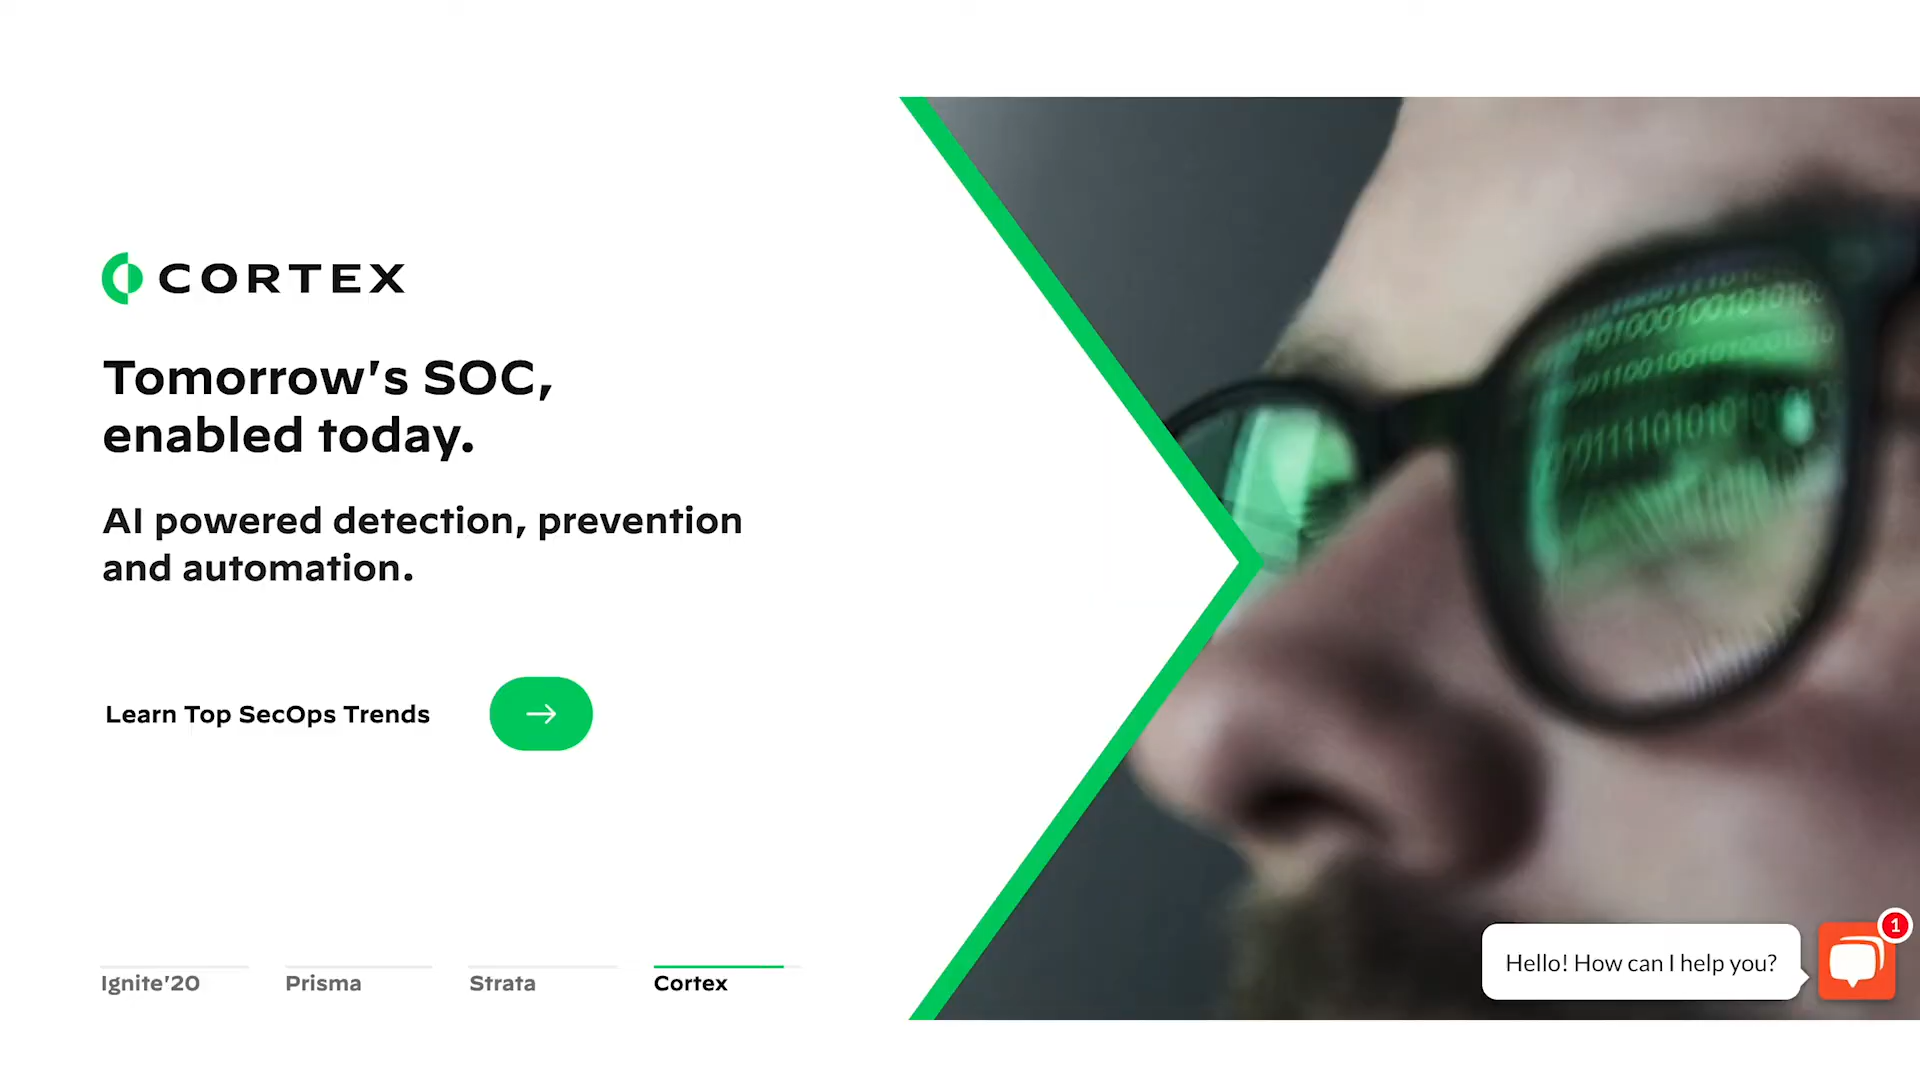 CORTEX
Tomorrow's SOC,
enabled today.
AI powered detection, prevention
and automation.
Learn Top SecOps Trends
Ignite'20
Prisma
Strata
Cortex
Hello! How can I help you?
1